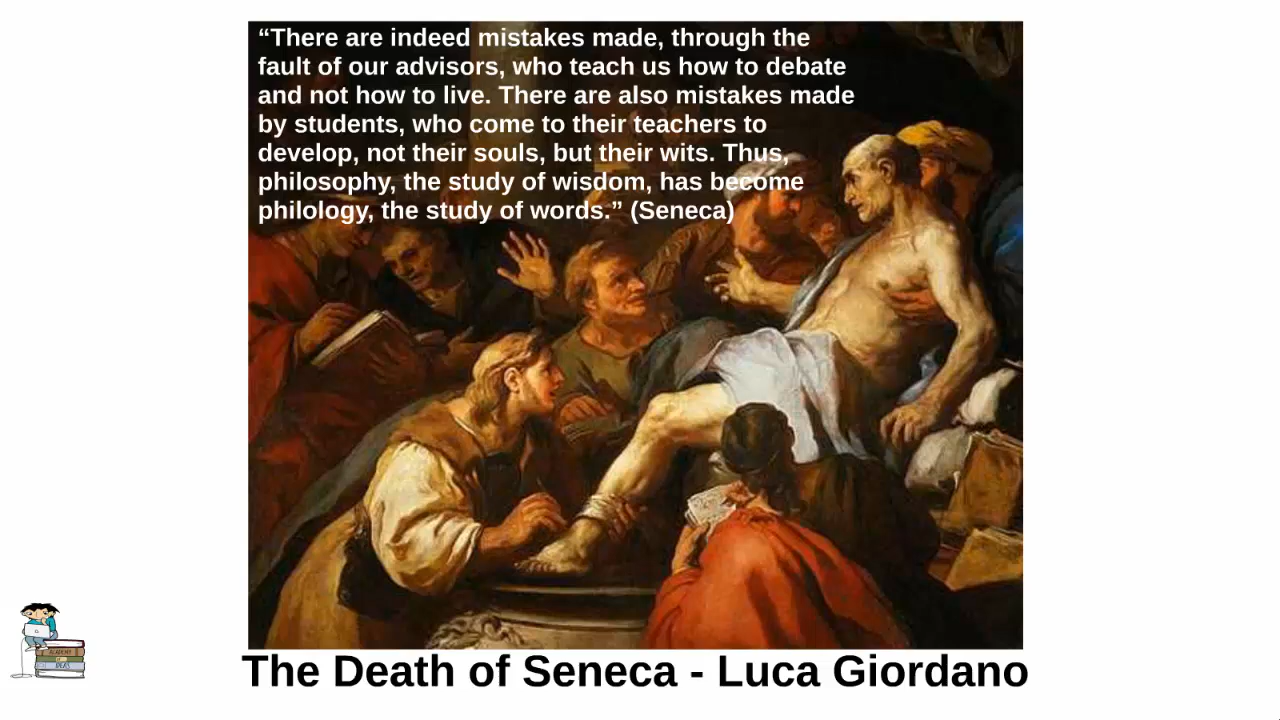 “There are indeed mistakes made, through the
fault of our advisors, who teach us how to debate
and not how to live. There are also mistakes made
by students, who come to their teachers to
develop, not their souls, but their wits. Thus,
philosophy, the study of wisdom, has become
philology, the study of words.” (Seneca)
The Death of Seneca - Luca Giordano
ACADEMY
OF
IDEAS